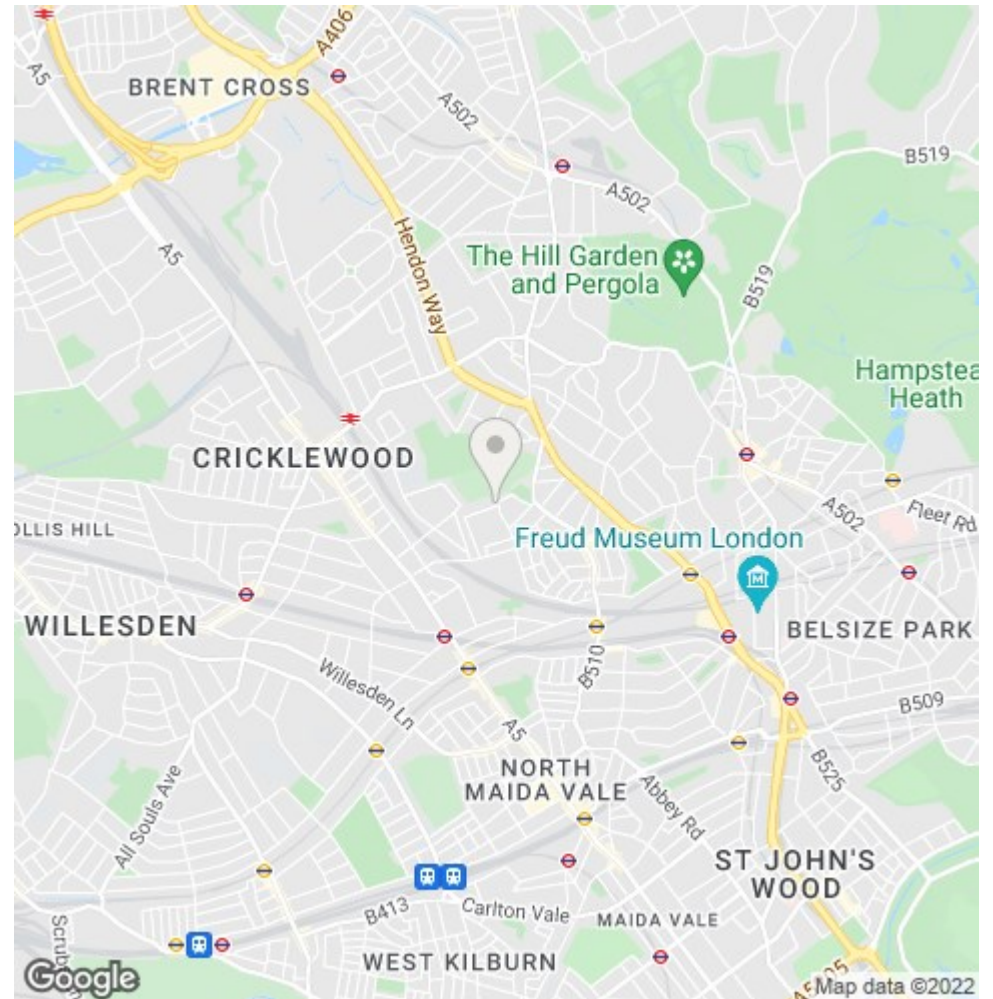 A406
A5
BRENT CROSS
A502
B519
A502
A5
Hendon Way
The Hill Garden
and Pergola
B519
Hampstea
Heath
CRICKLEWOOD
A502
Fleet Rd
OLLIS HILL
Freud Museum London
M
WILLESDEN
BELSIZE PARK
B510
Willesden Ln
B509
A5
NORTH
MAIDA VALE
B525
Abbey Rd
All Souls Ave
ST JOHN'S
WOOD
B413
Carlton Vale
MAIDA VALE
Scrub
WEST KILBURN
A5205
Google
Map data ©2022